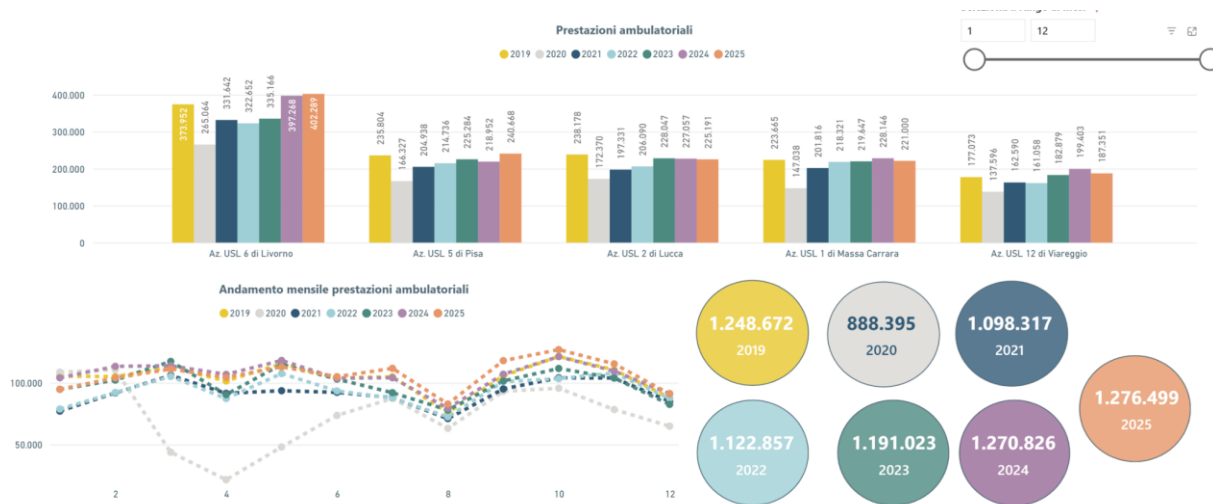 Prestazioni ambulatoriali
1 12
2019 2020 2021 2022 2023 2024 2025
400.000
300.000
200.000
100.000
0
373.952 265.064 331.642 322.652 335.166 397.268 402.289
235.804 166.327 204.938 214.736 225.284 218.952 240.668
238.178 172.370 197.331 206.090 228.047 227.057 225.191
223.665 147.038 201.816 218.321 219.647 228.146 221.000
177.073 137.596 162.590 161.058 182.879 199.403 187.351
Az. USL 6 di Livorno Az. USL 5 di Pisa Az. USL 2 di Lucca Az. USL 1 di Massa Carrara Az. USL 12 di Viareggio
Andamento mensile prestazioni ambulatoriali
2019 2020 2021 2022 2023 2024 2025
100.000
50.000
2 4 6 8 10 12
1.248.672
2019
888.395
2020
1.098.317
2021
1.122.857
2022
1.191.023
2023
1.270.826
2024
1.276.499
2025